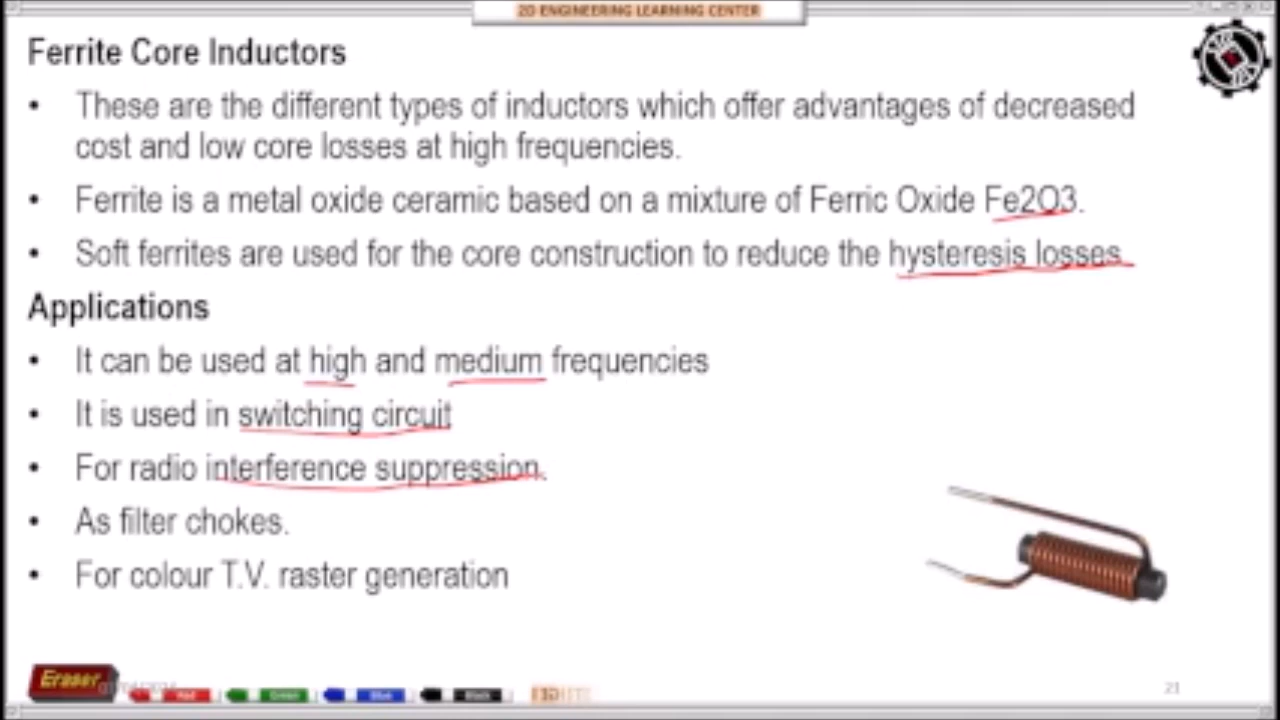 2D ENGINEERING LEARNING CENTER
Ferrite Core Inductors
• These are the different types of inductors which offer advantages of decreased
cost and low core losses at high frequencies.
• Ferrite is a metal oxide ceramic based on a mixture of Ferric Oxide Fe2O3.
• Soft ferrites are used for the core construction to reduce the hysteresis losses.
Applications
• It can be used at high and medium frequencies
• It is used in switching circuit
• For radio interference suppression.
• As filter chokes.
• For colour T.V. raster generation
Eraser
Red Green Blue Black
21